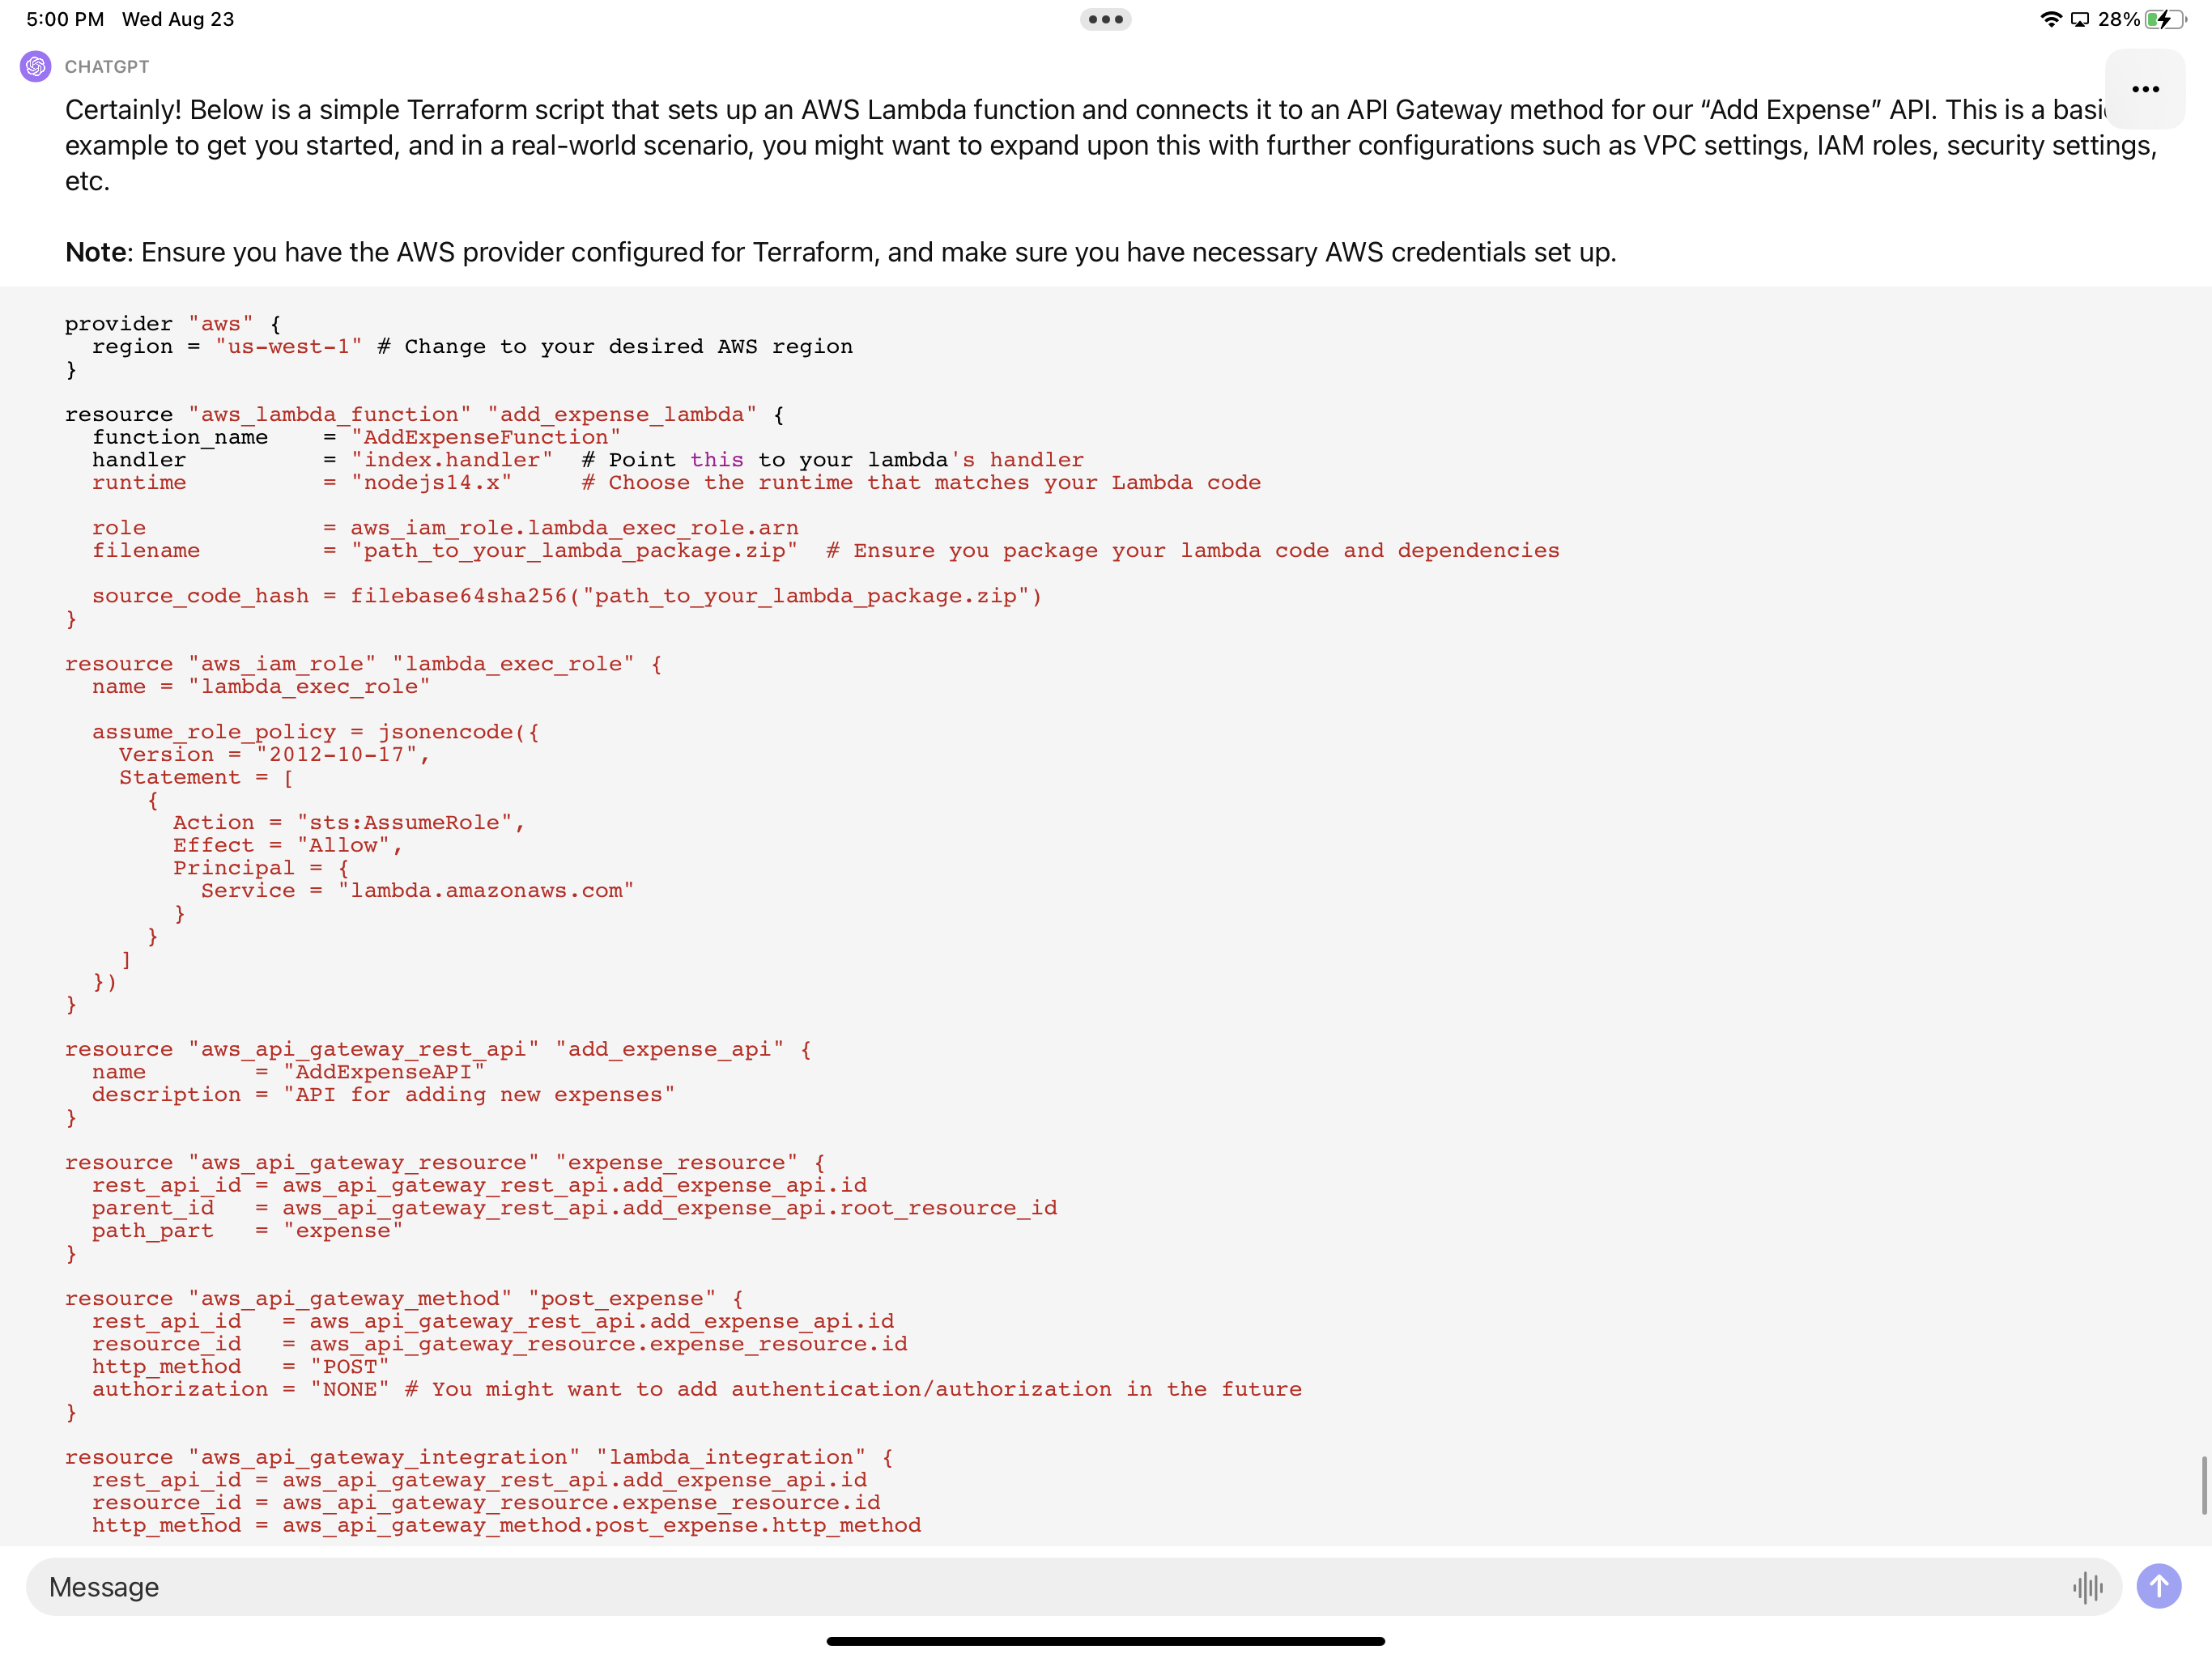 5:00 PM Wed Aug 23
28%
CHATGPT
Certainly! Below is a simple Terraform script that sets up an AWS Lambda function and connects it to an API Gateway method for our “Add Expense” API. This is a basic
example to get you started, and in a real-world scenario, you might want to expand upon this with further configurations such as VPC settings, IAM roles, security settings,
etc.
Note: Ensure you have the AWS provider configured for Terraform, and make sure you have necessary AWS credentials set up.
provider "aws" {
  region = "us-west-1" # Change to your desired AWS region
}
resource "aws_lambda_function" "add_expense_lambda" {
  function_name    = "AddExpenseFunction"
  handler          = "index.handler"  # Point this to your lambda's handler
  runtime          = "nodejs14.x"     # Choose the runtime that matches your Lambda code
  role             = aws_iam_role.lambda_exec_role.arn
  filename         = "path_to_your_lambda_package.zip"  # Ensure you package your lambda code and dependencies
  source_code_hash = filebase64sha256("path_to_your_lambda_package.zip")
}
resource "aws_iam_role" "lambda_exec_role" {
  name = "lambda_exec_role"
  assume_role_policy = jsonencode({
    Version = "2012-10-17",
    Statement = [
      {
        Action = "sts:AssumeRole",
        Effect = "Allow",
        Principal = {
          Service = "lambda.amazonaws.com"
        }
      }
    ]
  })
}
resource "aws_api_gateway_rest_api" "add_expense_api" {
  name        = "AddExpenseAPI"
  description = "API for adding new expenses"
}
resource "aws_api_gateway_resource" "expense_resource" {
  rest_api_id = aws_api_gateway_rest_api.add_expense_api.id
  parent_id   = aws_api_gateway_rest_api.add_expense_api.root_resource_id
  path_part   = "expense"
}
resource "aws_api_gateway_method" "post_expense" {
  rest_api_id   = aws_api_gateway_rest_api.add_expense_api.id
  resource_id   = aws_api_gateway_resource.expense_resource.id
  http_method   = "POST"
  authorization = "NONE" # You might want to add authentication/authorization in the future
}
resource "aws_api_gateway_integration" "lambda_integration" {
  rest_api_id = aws_api_gateway_rest_api.add_expense_api.id
  resource_id = aws_api_gateway_resource.expense_resource.id
  http_method = aws_api_gateway_method.post_expense.http_method
Message